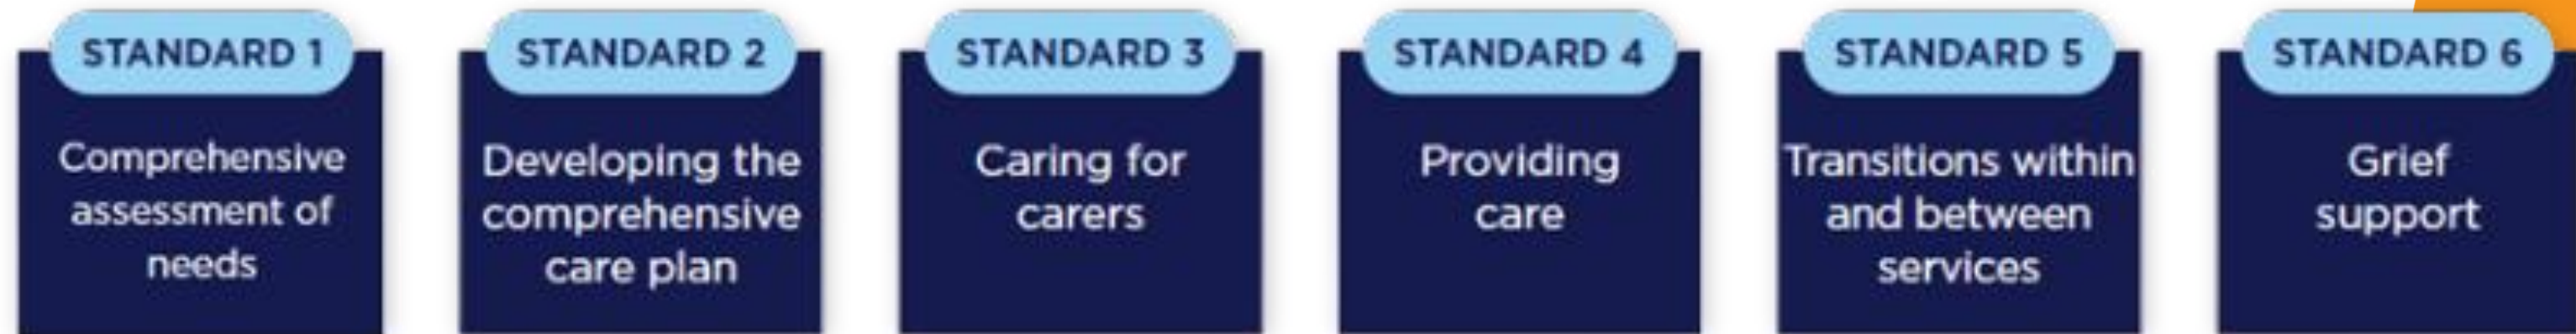 STANDARD 1
Comprehensive
assessment of
needs
STANDARD 2
Developing the
comprehensive
care plan
STANDARD 3
Caring for
carers
STANDARD 4
Providing
care
STANDARD 5
Transitions within
and between
services
STANDARD 6
Grief
support